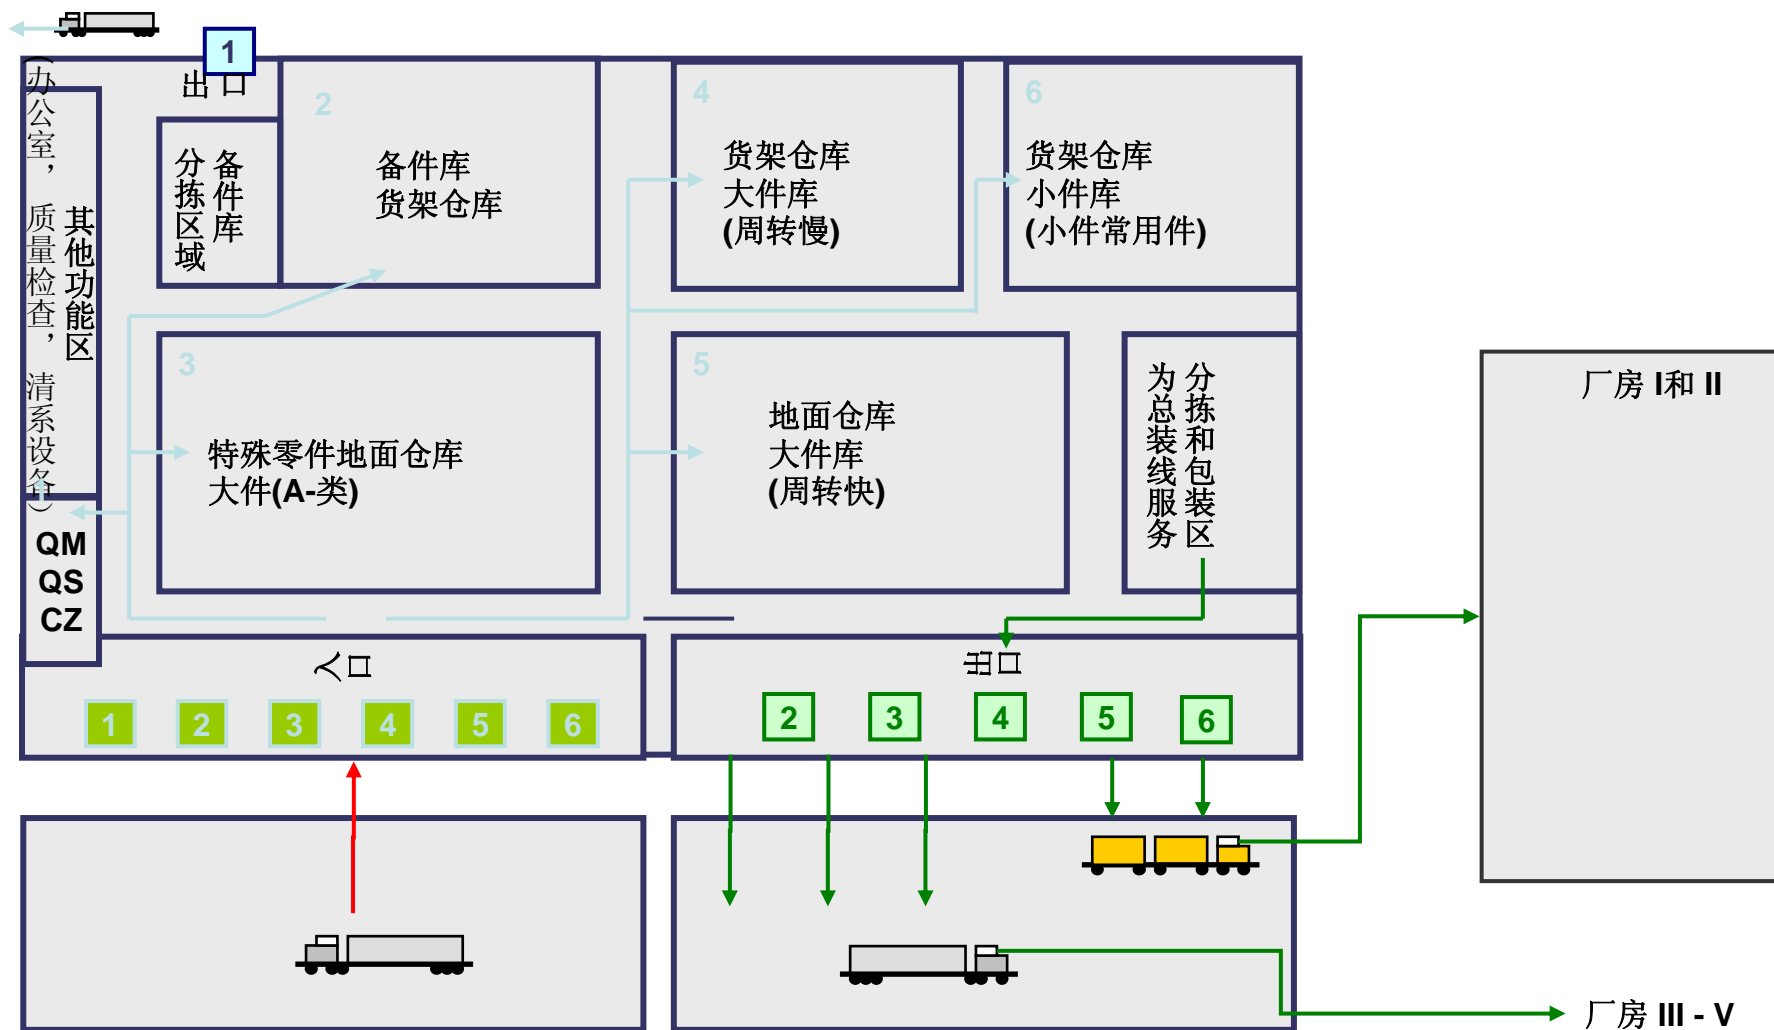 1
出口
(办公室，质量检查，清系设备)
其他功能区
备件库
分拣区域
2
备件库
货架仓库
4
货架仓库
大件库
(周转慢)
6
货架仓库
小件库
(小件常用件)
3
特殊零件地面仓库
大件(A-类)
5
地面仓库
大件库
(周转快)
分拣和包装区
为总装线服务
厂房 I和 II
QM
QS
CZ
入口
1 2 3 4 5 6
出口
2 3 4 5 6
厂房 III - V